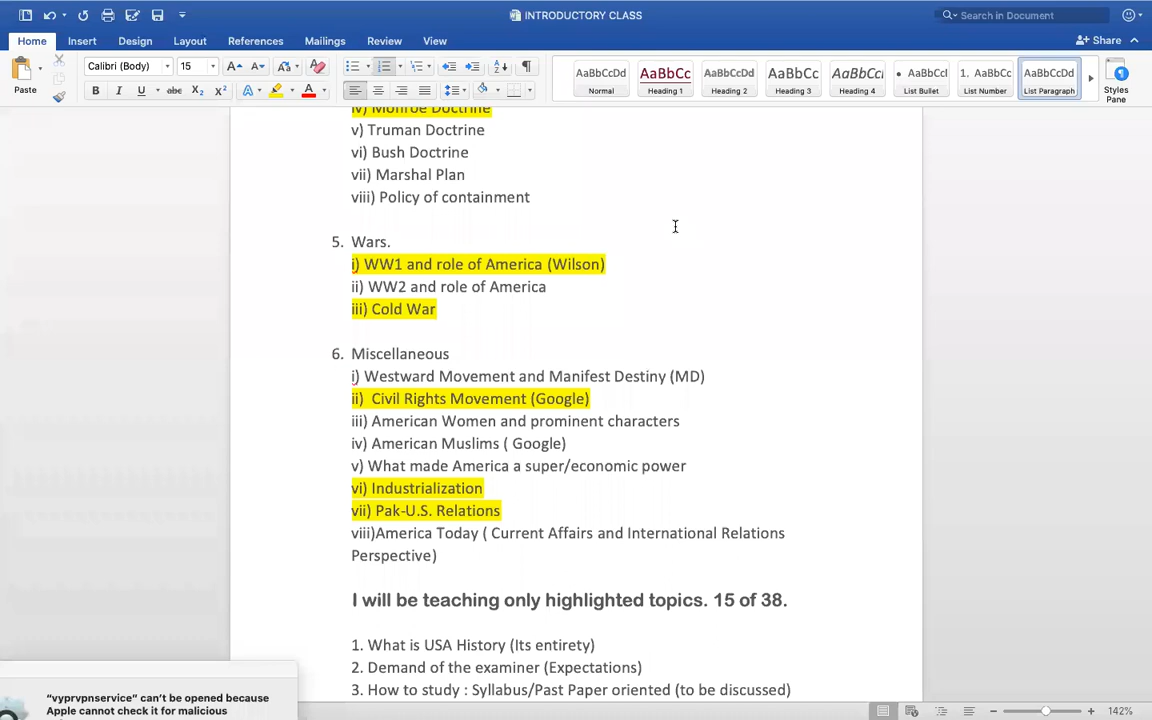 INTRODUCTORY CLASS
Search in Document
Home Insert Design Layout References Mailings Review View
Share
Paste
Calibri (Body) 15
B I U abc X2 X2
A A
AaBbCcDd AaBbCc AaBbCcDd AaBbCc AaBbCcI AaBbCcI AaBbCc AaBbCcDd
Normal Heading 1 Heading 2 Heading 3 Heading 4 List Bullet 1. List Number List Paragraph
Styles
Pane
iv) Monroe Doctrine
v) Truman Doctrine
vi) Bush Doctrine
vii) Marshal Plan
viii) Policy of containment
5. Wars.
i) WW1 and role of America (Wilson)
ii) WW2 and role of America
iii) Cold War
6. Miscellaneous
i) Westward Movement and Manifest Destiny (MD)
ii) Civil Rights Movement (Google)
iii) American Women and prominent characters
iv) American Muslims ( Google)
v) What made America a super/economic power
vi) Industrialization
vii) Pak-U.S. Relations
viii)America Today ( Current Affairs and International Relations
Perspective)
I will be teaching only highlighted topics. 15 of 38.
1. What is USA History (Its entirety)
2. Demand of the examiner (Expectations)
3. How to study : Syllabus/Past Paper oriented (to be discussed)
“vyprvpnservice” can’t be opened because
Apple cannot check it for malicious
142%